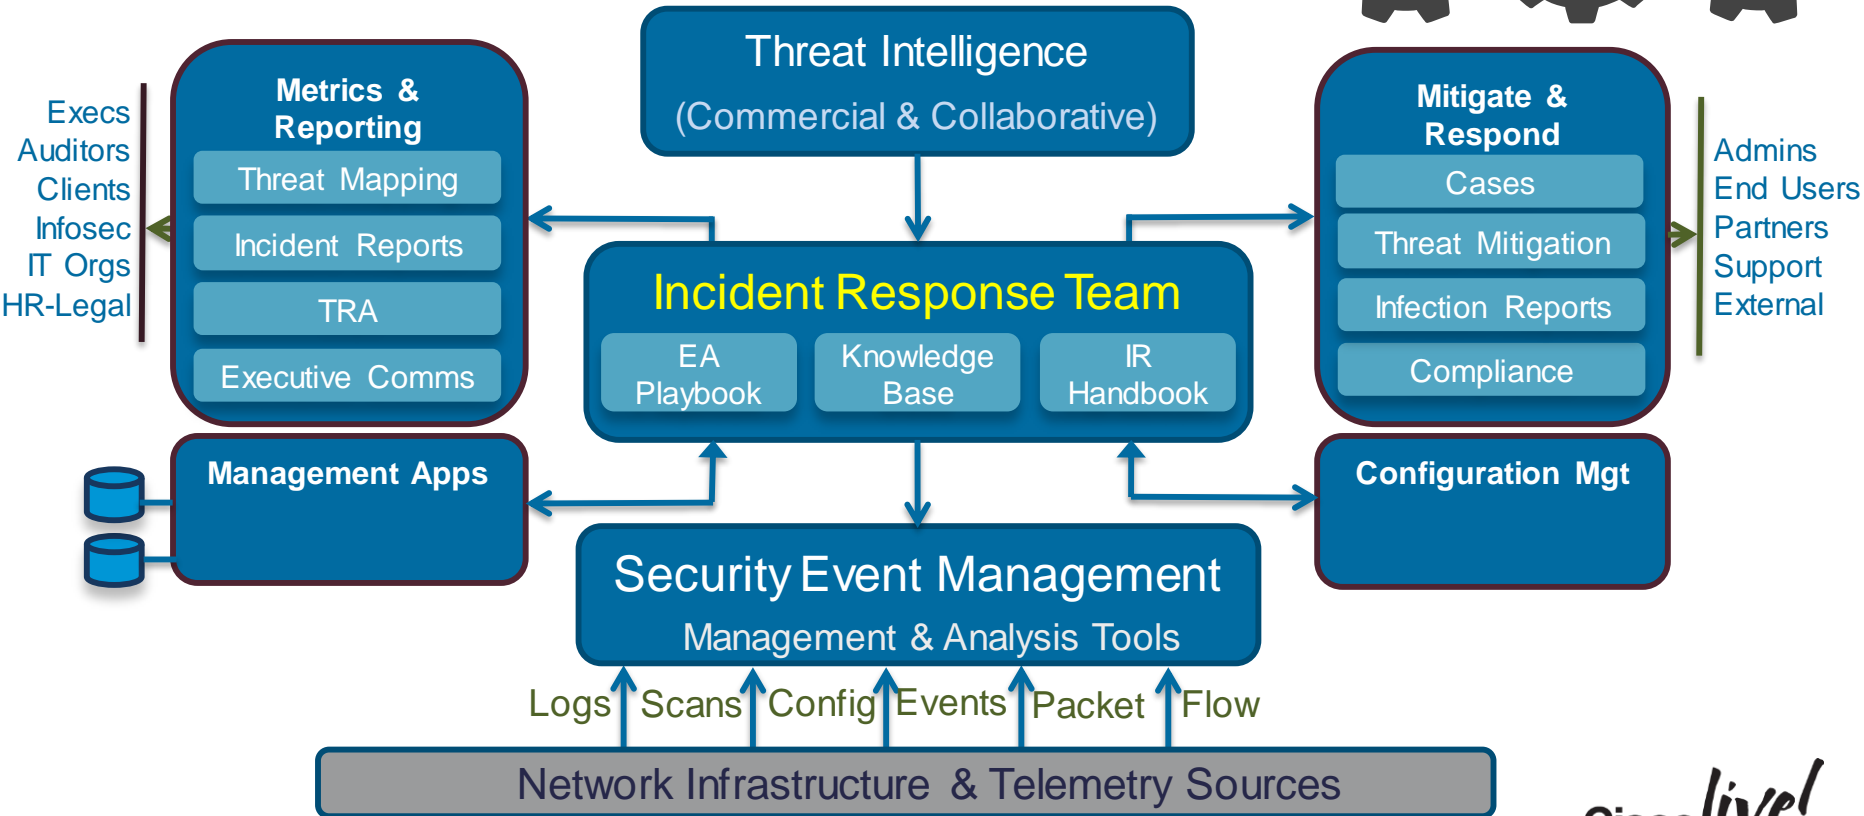 Threat Intelligence
(Commercial & Collaborative)
Execs
Auditors
Clients
Infosec
IT Orgs
HR-Legal
Metrics &
Reporting
Threat Mapping
Incident Reports
TRA
Executive Comms
Mitigate &
Respond
Cases
Threat Mitigation
Infection Reports
Compliance
Admins
End Users
Partners
Support
External
Incident Response Team
EA
Playbook
Knowledge
Base
IR
Handbook
Management Apps
Configuration Mgt
Security Event Management
Management & Analysis Tools
Logs Scans Config Events Packet Flow
Network Infrastructure & Telemetry Sources
Cisco live!